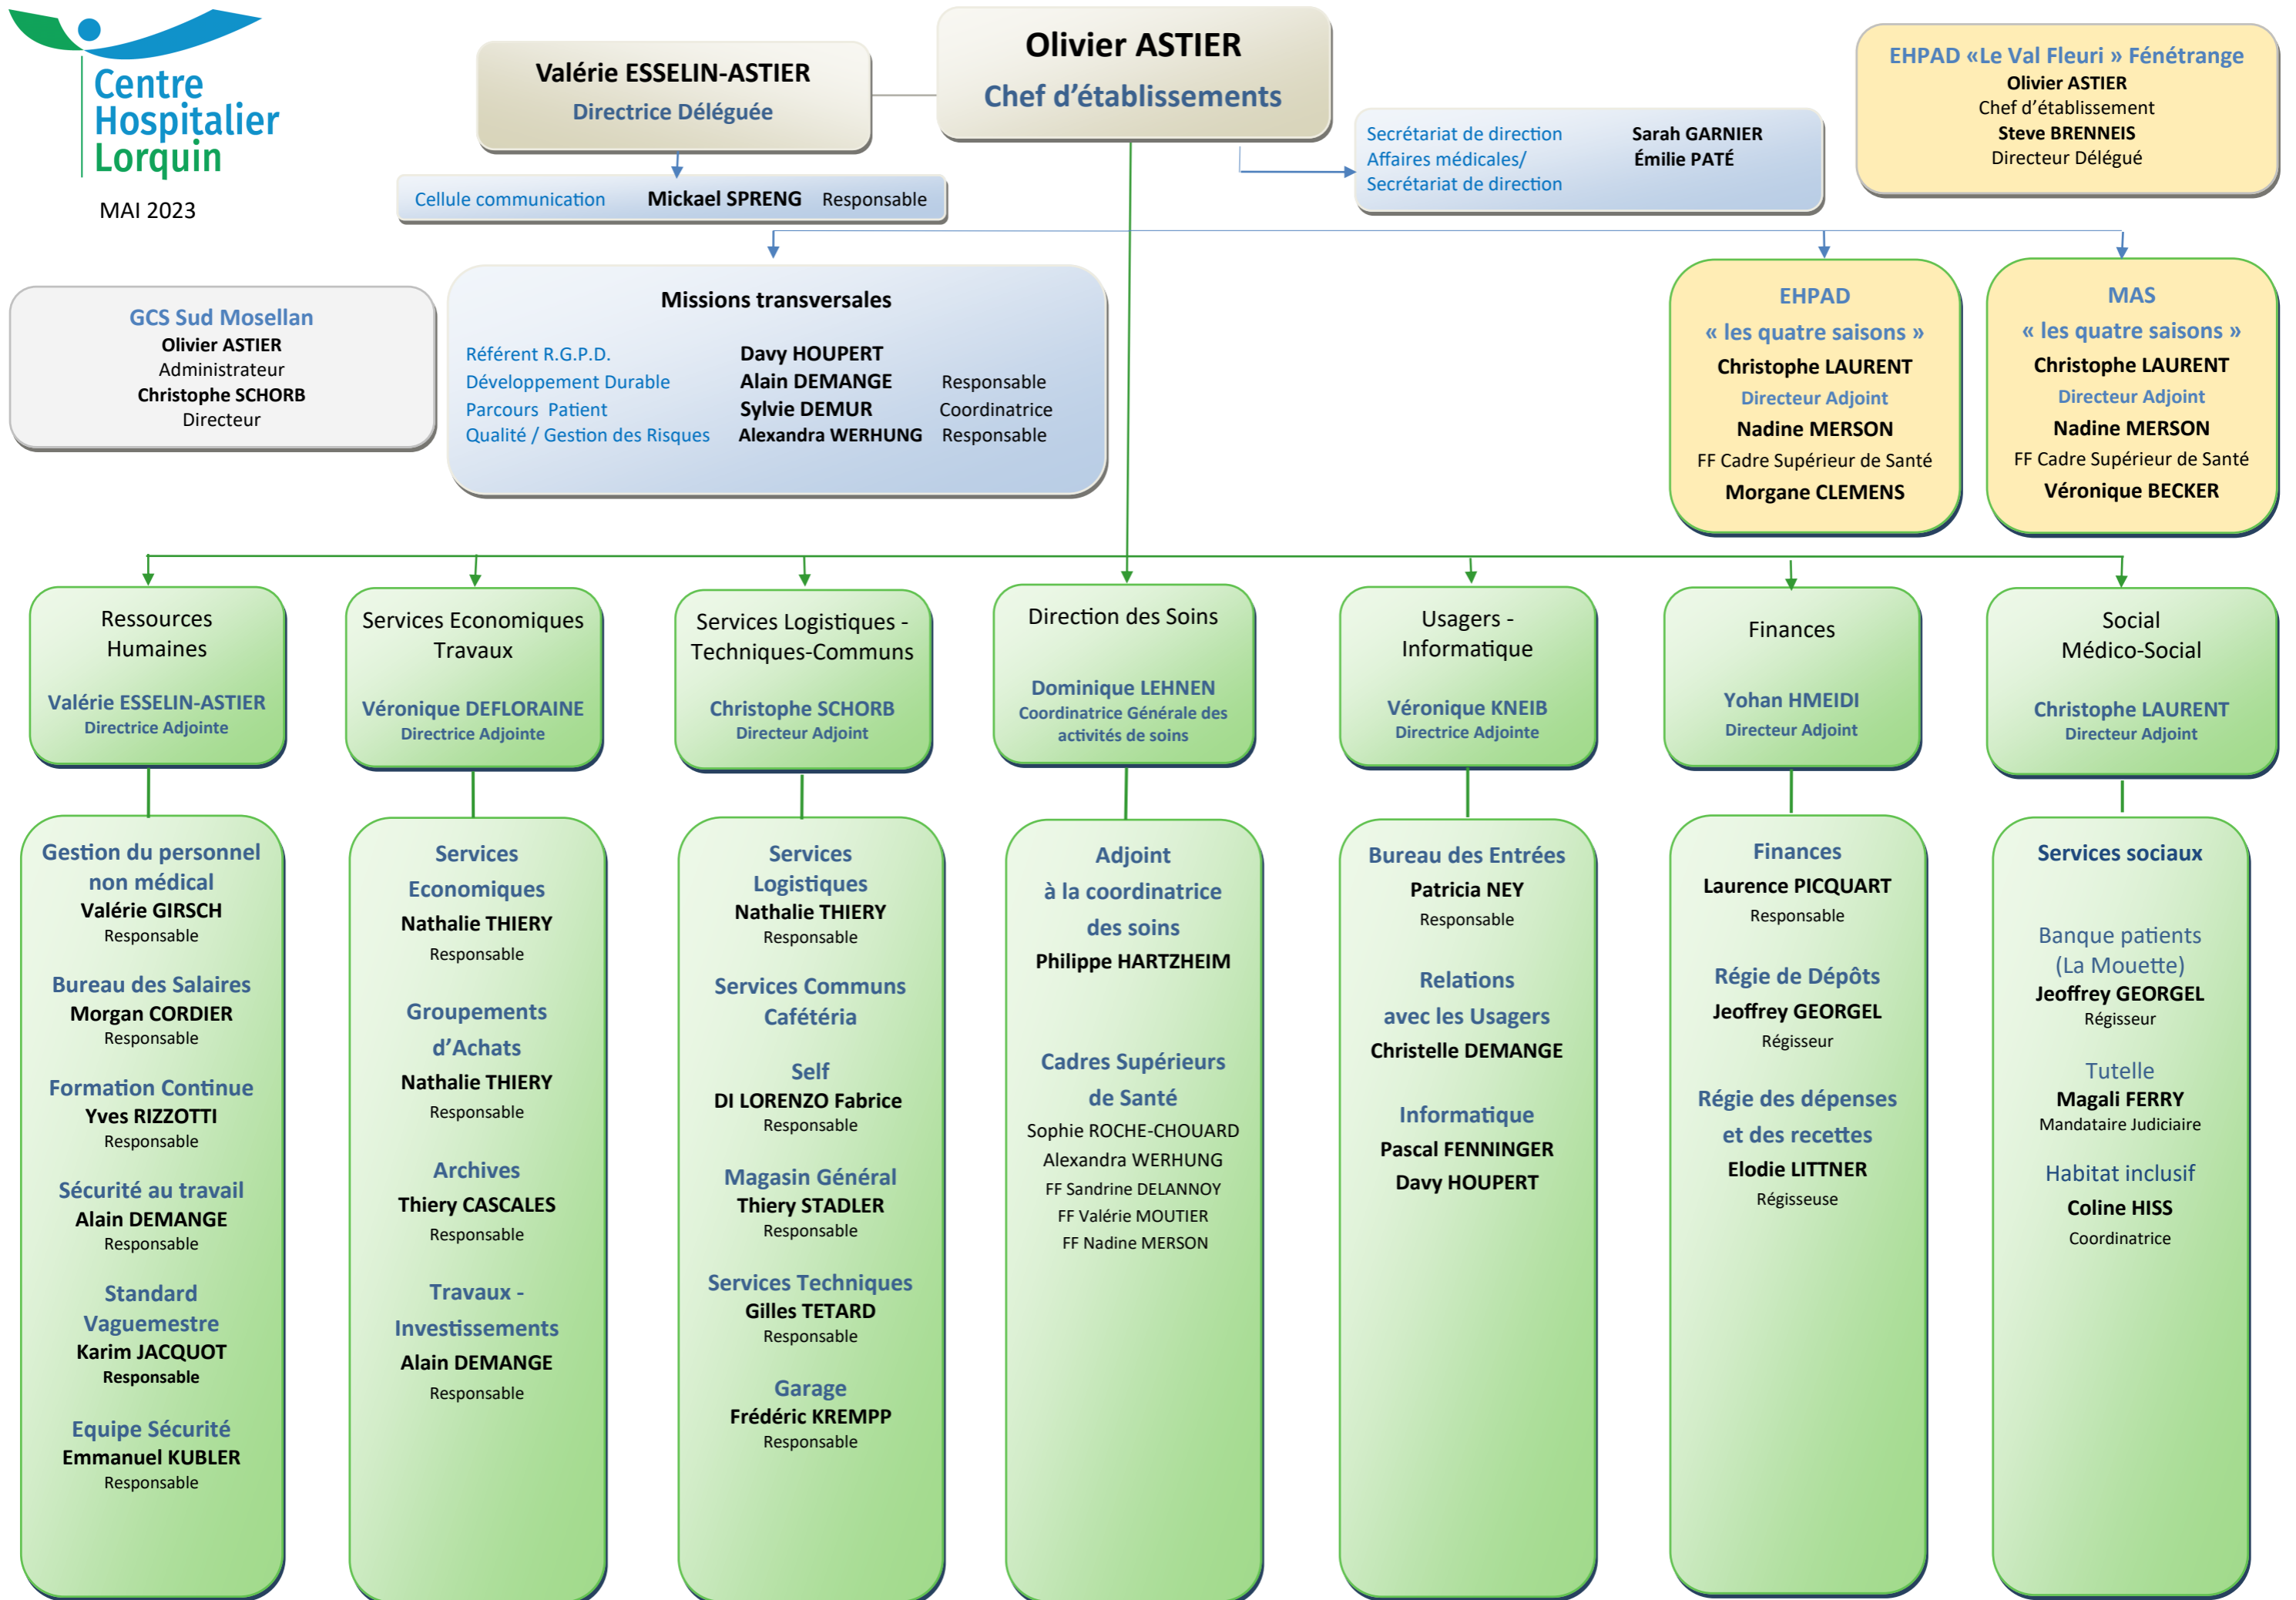 Centre
Hospitalier
Lorquin
MAI 2023
Valérie ESSELIN-ASTIER
Directrice Déléguée
Olivier ASTIER
Chef d'établissements
EHPAD «Le Val Fleuri » Fénétrange
Olivier ASTIER
Chef d'établissement
Steve BRENNEIS
Directeur Délégué
Secrétariat de direction Sarah GARNIER
Affaires médicales/ Émilie PATÉ
Secrétariat de direction
Cellule communication Mickael SPRENG Responsable
GCS Sud Mosellan
Olivier ASTIER
Administrateur
Christophe SCHORB
Directeur
Missions transversales
Référent R.G.P.D. Davy HOUPERT
Développement Durable Alain DEMANGE Responsable
Parcours Patient Sylvie DEMUR Coordinatrice
Qualité / Gestion des Risques Alexandra WERHUNG Responsable
EHPAD
« les quatre saisons »
Christophe LAURENT
Directeur Adjoint
Nadine MERSON
FF Cadre Supérieur de Santé
Morgane CLEMENS
MAS
« les quatre saisons »
Christophe LAURENT
Directeur Adjoint
Nadine MERSON
FF Cadre Supérieur de Santé
Véronique BECKER
Ressources
Humaines
Valérie ESSELIN-ASTIER
Directrice Adjointe
Services Economiques
Travaux
Véronique DEFLORAINE
Directrice Adjointe
Services Logistiques -
Techniques-Communs
Christophe SCHORB
Directeur Adjoint
Direction des Soins
Dominique LEHNEN
Coordinatrice Générale des
activités de soins
Usagers -
Informatique
Véronique KNEIB
Directrice Adjointe
Finances
Yohan HMEIDI
Directeur Adjoint
Social
Médico-Social
Christophe LAURENT
Directeur Adjoint
Gestion du personnel
non médical
Valérie GIRSCH
Responsable
Bureau des Salaires
Morgan CORDIER
Responsable
Formation Continue
Yves RIZZOTTI
Responsable
Sécurité au travail
Alain DEMANGE
Responsable
Standard
Vaguemestre
Karim JACQUOT
Responsable
Equipe Sécurité
Emmanuel KUBLER
Responsable
Services
Economiques
Nathalie THIERY
Responsable
Groupements
d'Achats
Nathalie THIERY
Responsable
Archives
Thiery CASCALES
Responsable
Travaux -
Investissements
Alain DEMANGE
Responsable
Services
Logistiques
Nathalie THIERY
Responsable
Services Communs
Cafétéria
Self
DI LORENZO Fabrice
Responsable
Magasin Général
Thiery STADLER
Responsable
Services Techniques
Gilles TETARD
Responsable
Garage
Frédéric KREMPP
Responsable
Adjoint
à la coordinatrice
des soins
Philippe HARTZHEIM
Cadres Supérieurs
de Santé
Sophie ROCHE-CHOUARD
Alexandra WERHUNG
FF Sandrine DELANNOY
FF Valérie MOUTIER
FF Nadine MERSON
Bureau des Entrées
Patricia NEY
Responsable
Relations
avec les Usagers
Christelle DEMANGE
Informatique
Pascal FENNINGER
Davy HOUPERT
Finances
Laurence PICQUART
Responsable
Régie de Dépôts
Jeoffrey GEORGEL
Régisseur
Régie des dépenses
et des recettes
Elodie LITTNER
Régisseuse
Services sociaux
Banque patients
(La Mouette)
Jeoffrey GEORGEL
Régisseur
Tutelle
Magali FERRY
Mandataire Judiciaire
Habitat inclusif
Coline HISS
Coordinatrice